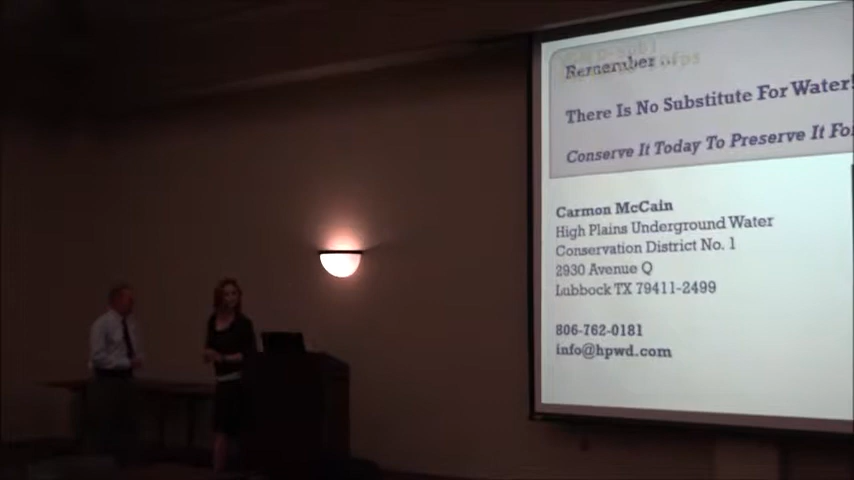 Remember
There Is No Substitute For Water!
Conserve It Today To Preserve It For
Carmon McCain
High Plains Underground Water
Conservation District No. 1
2930 Avenue Q
Lubbock TX 79411-2499
806-762-0181
info@hpwd.com